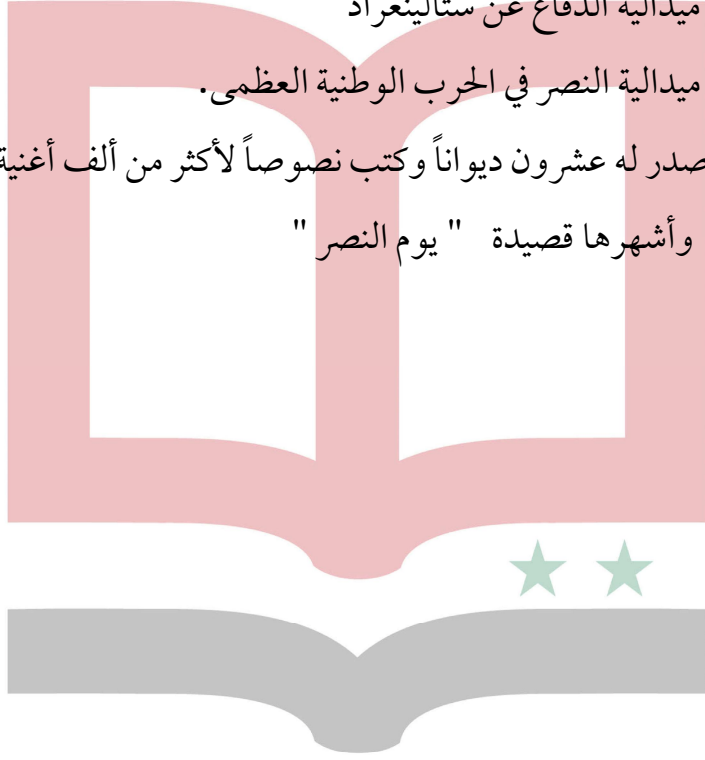 ميدالية الدفاع عن ستالينغراد
ميدالية النصر في الحرب الوطنية العظمى.
صدر له عشرون ديواناً وكتب نصوصاً لأكثر من ألف أغنية
وأشهرها قصيدة " يوم النصر "